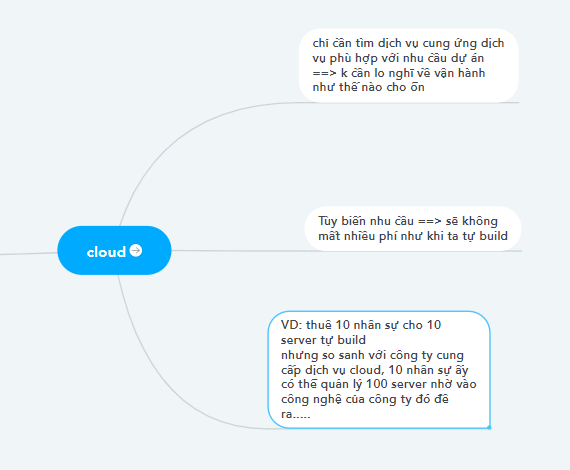 chỉ cần tìm dịch vụ cung ứng dịch
vụ phù hợp với nhu cầu dự án
==> k cần lo nghĩ về vận hành
như thế nào cho ổn
cloud
Tùy biến nhu cầu ==> sẽ không
mất nhiều phí như khi ta tự build
VD: thuê 10 nhân sự cho 10
server tự build
nhưng so sanh với công ty cung
cấp dịch vụ cloud, 10 nhân sự ấy
có thể quản lý 100 server nhờ vào
công nghệ của công ty đó đề
ra.....